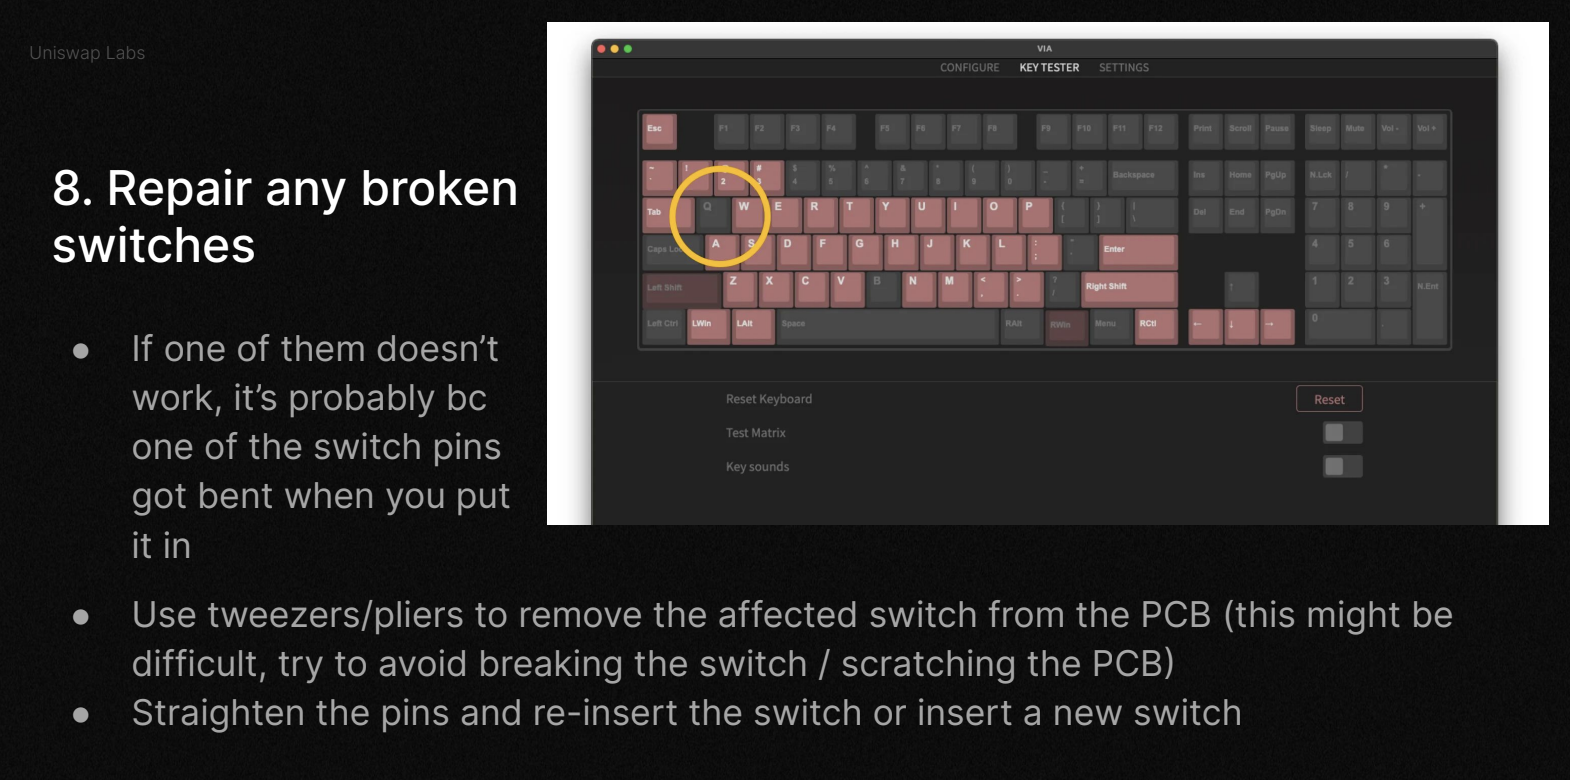 Uniswap Labs
8. Repair any broken
switches
● If one of them doesn’t
work, it’s probably bc
one of the switch pins
got bent when you put
it in
● Use tweezers/pliers to remove the affected switch from the PCB (this might be
difficult, try to avoid breaking the switch / scratching the PCB)
● Straighten the pins and re-insert the switch or insert a new switch
VIA
CONFIGURE KEY TESTER SETTINGS
Esc F1 F2 F3 F4 F5 F6 F7 F8 F9 F10 F11 F12 Print Scroll Pause Sleep Mute Vol - Vol +
~ ! # $ % ^ & * ( ) _ + Backspace Ins Home PgUp N.Lck / * -
` 2 3 4 5 6 7 8 9 0 - =
Tab Q W E R T Y U I O P { } | Del End PgDn 7 8 9 +
[ ] \
Caps Lo A S D F G H J K L : " Enter 4 5 6
; '
Left Shift Z X C V B N M < > ? Right Shift ↑ 1 2 3 N.Ent
, . /
Left Ctrl LWin LAlt Space RAlt RWin Menu RCtl ← ↓ → 0 .
Reset Keyboard Reset
Test Matrix
Key sounds